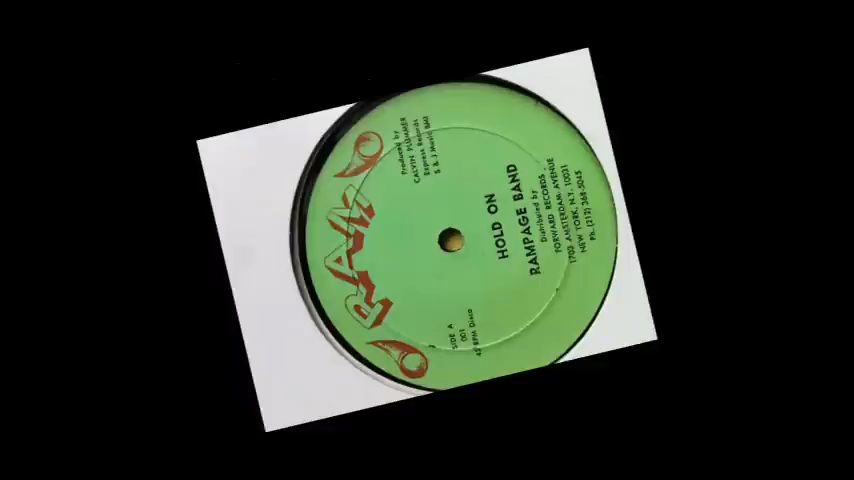 RAM
Produced by
CALVIN PLUMMER
Express Records
S & J Music BMI
SIDE A
001
45 RPM Disco
HOLD ON
RAMPAGE BAND
Distributed by
FORWARD RECORDS
1702 AMSTERDAM AVENUE
NEW YORK, N.Y. 10031
Ph. (212) 368-5045